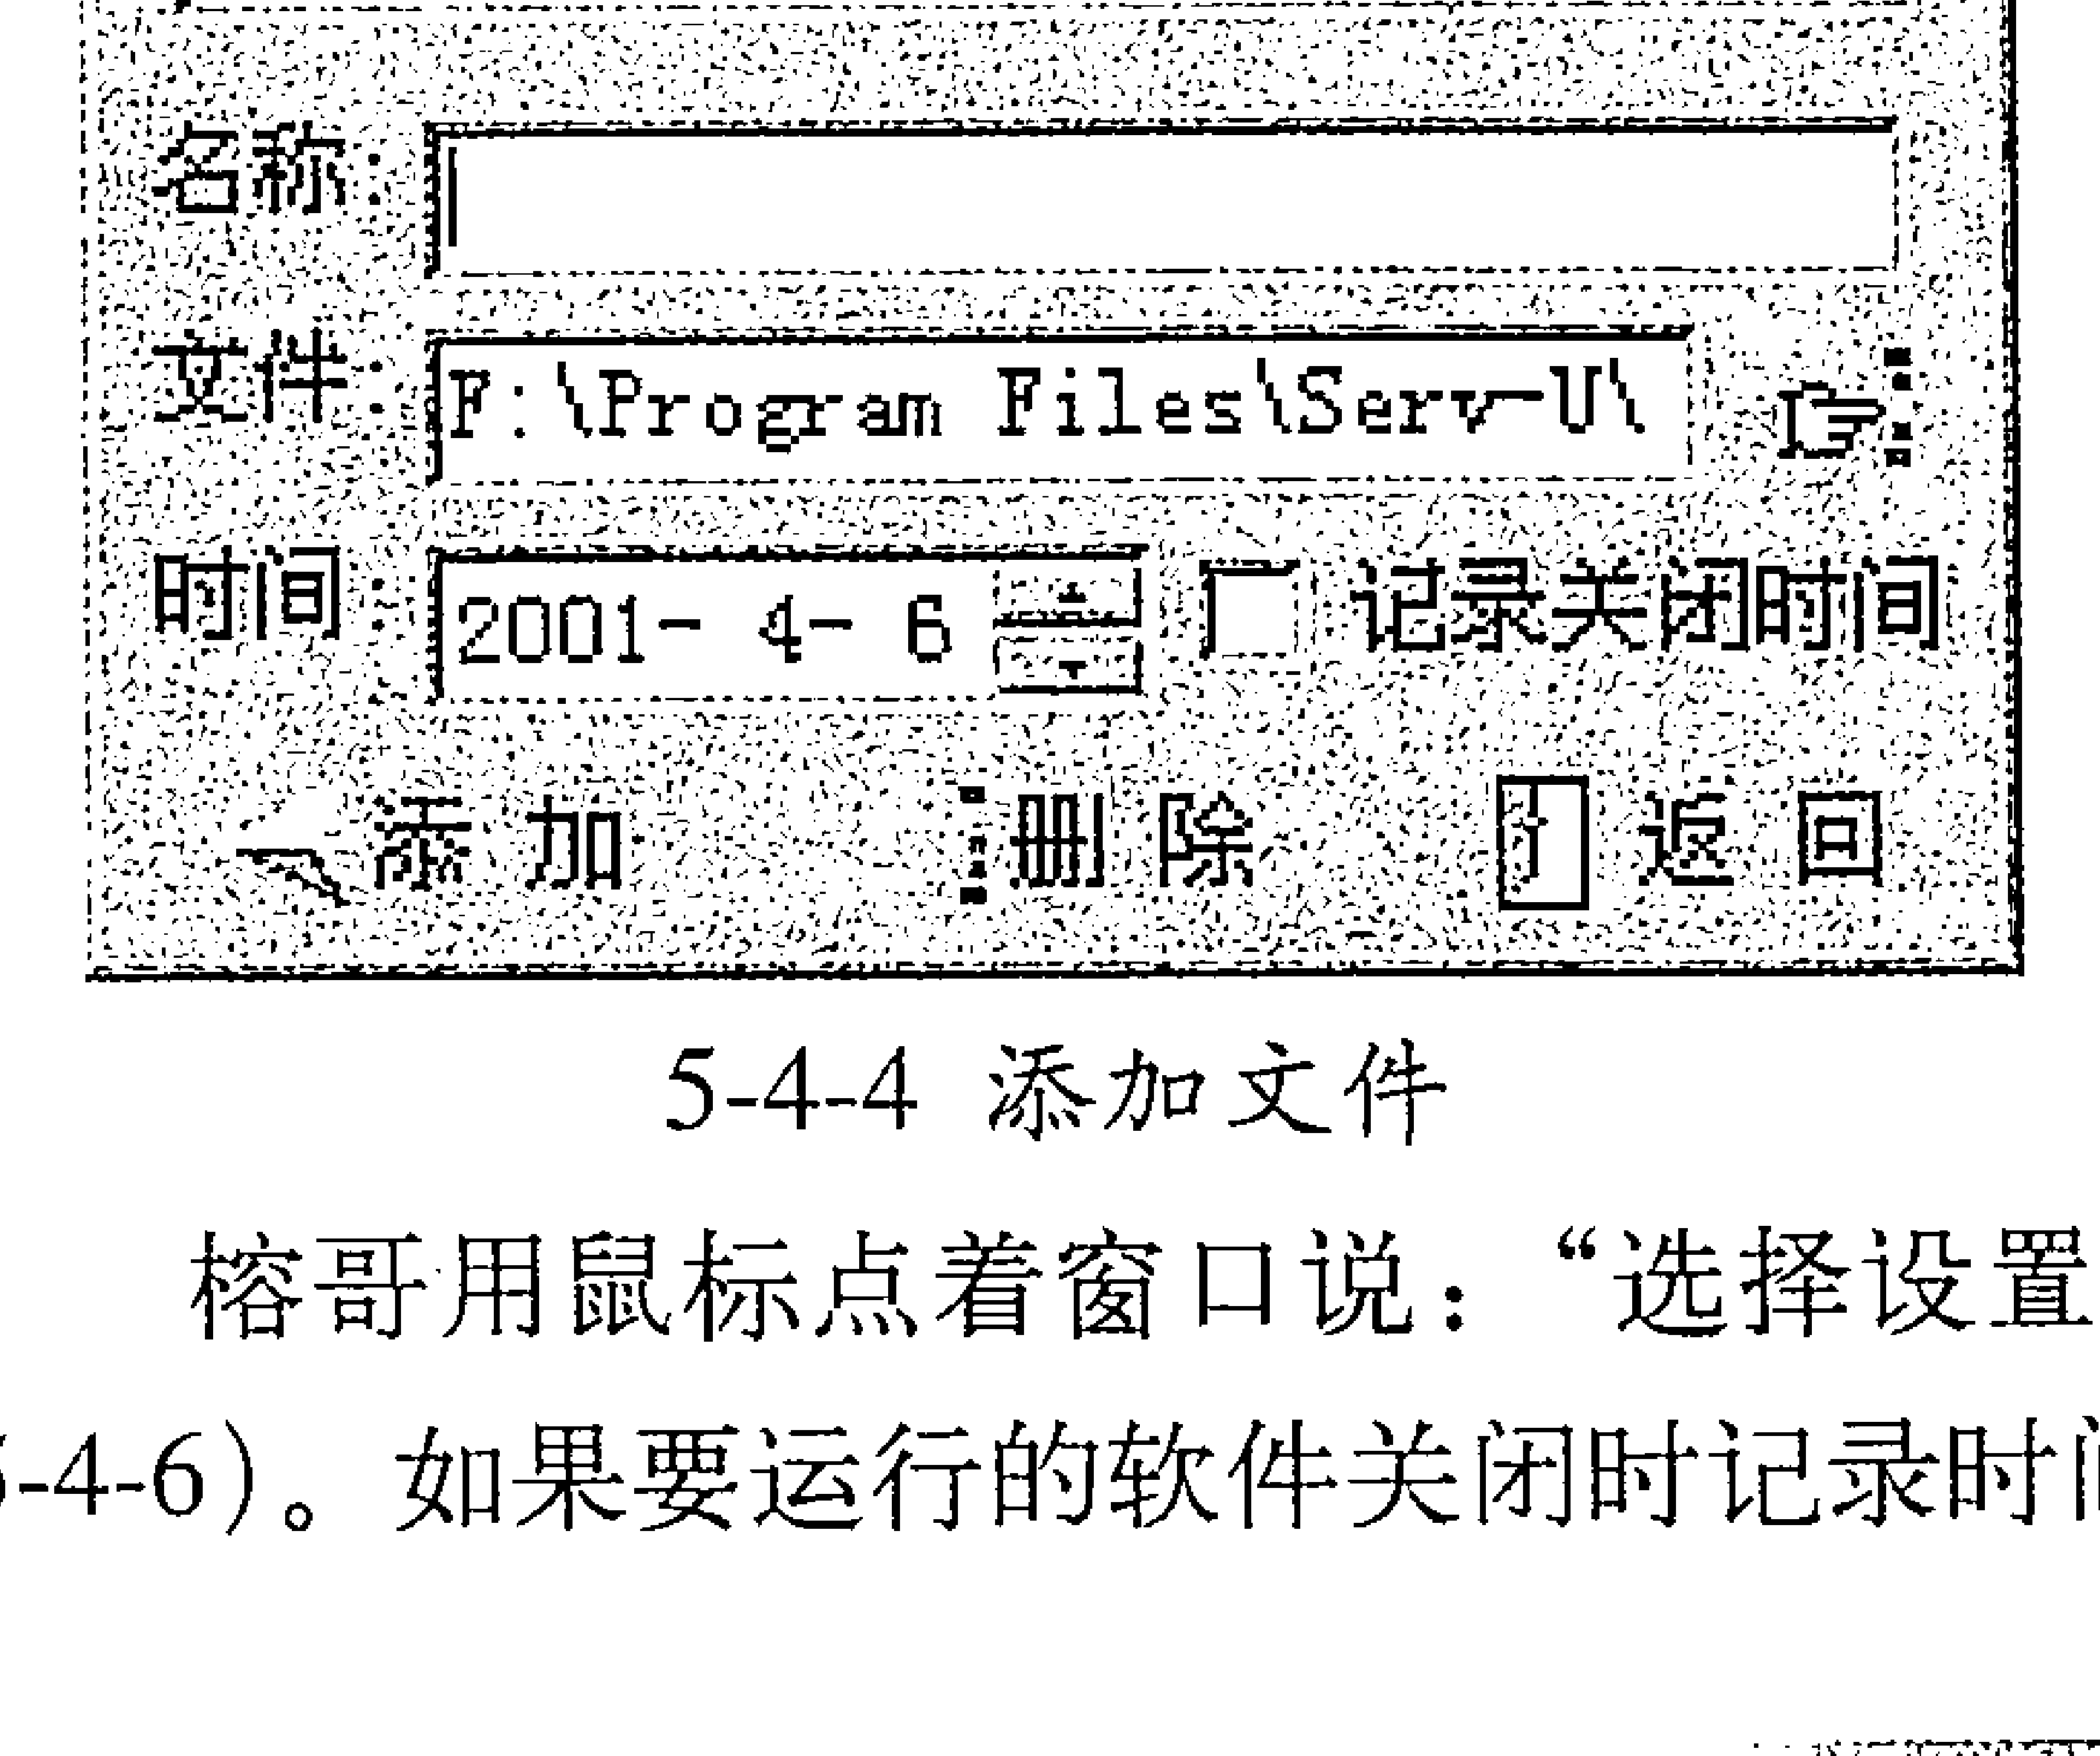 名称:
文件: F:\Program Files\Serv-U\
时间: 2001- 4- 6 记录关闭时间
添 加 删 除 返 回
5-4-4 添加文件
榕哥用鼠标点着窗口说：“选择设置
-4-6)。如果要运行的软件关闭时记录时